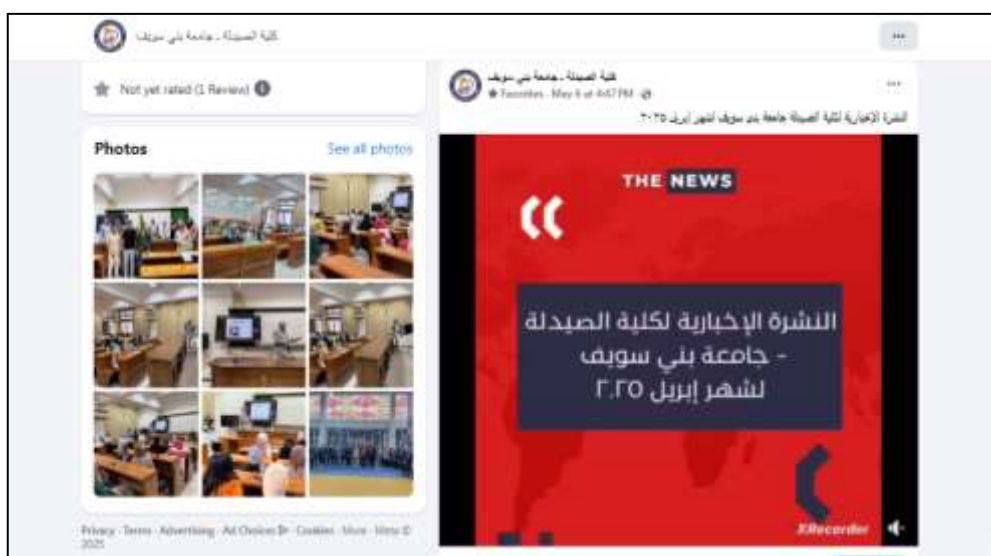 كلية الصيدلة - جامعة بني سويف
...
Not yet rated (1 Review)
Photos
See all photos
Privacy · Terms · Advertising · Ad Choices · Cookies · More · Meta ©
2025
كلية الصيدلة - جامعة بني سويف
Favorites · May 6 at 4:47 PM ·
...
النشرة الإخبارية لكلية الصيدلة جامعة بني سويف لشهر إبريل ٢٠٢٥
THE NEWS
النشرة الإخبارية لكلية الصيدلة
- جامعة بني سويف
لشهر إبريل ٢٠٢٥
XRecorder